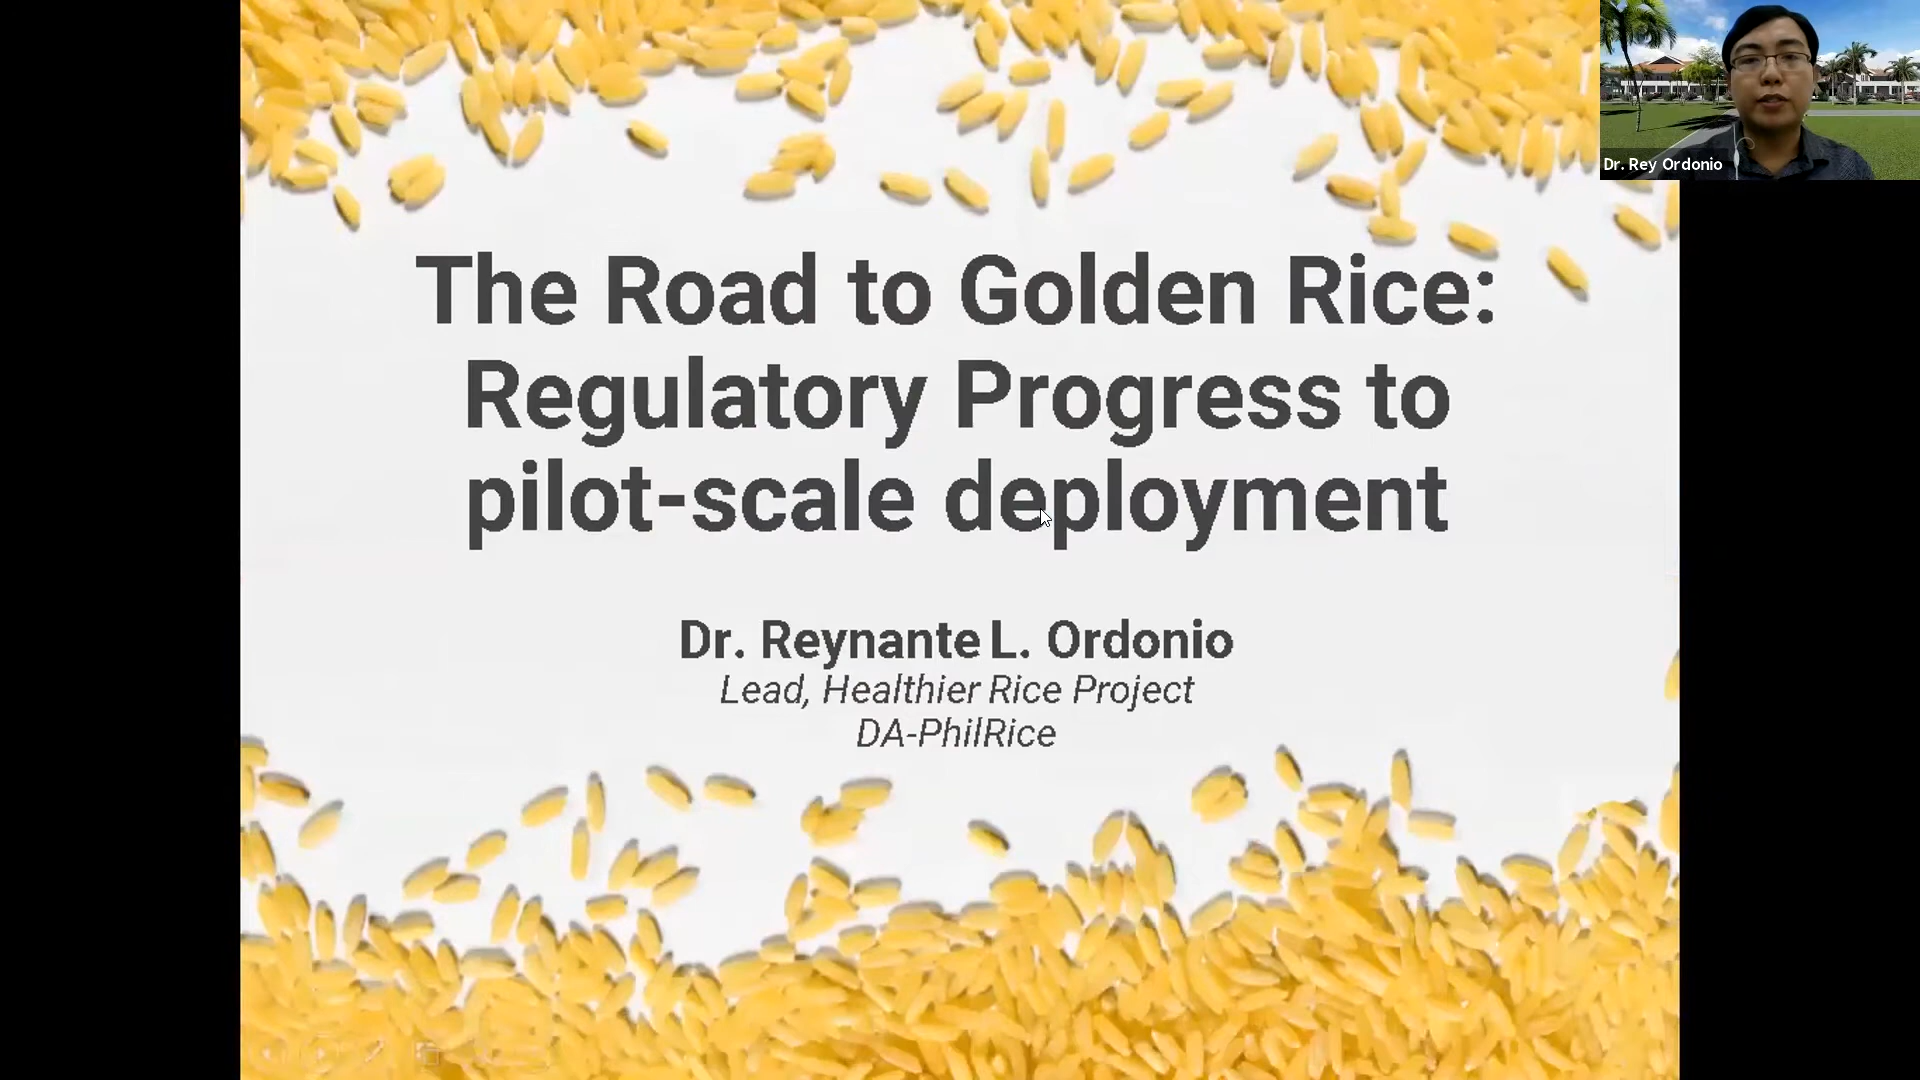 The Road to Golden Rice:
Regulatory Progress to
pilot-scale deployment
Dr. Reynante L. Ordonio
Lead, Healthier Rice Project
DA-PhilRice
Dr. Rey Ordonio